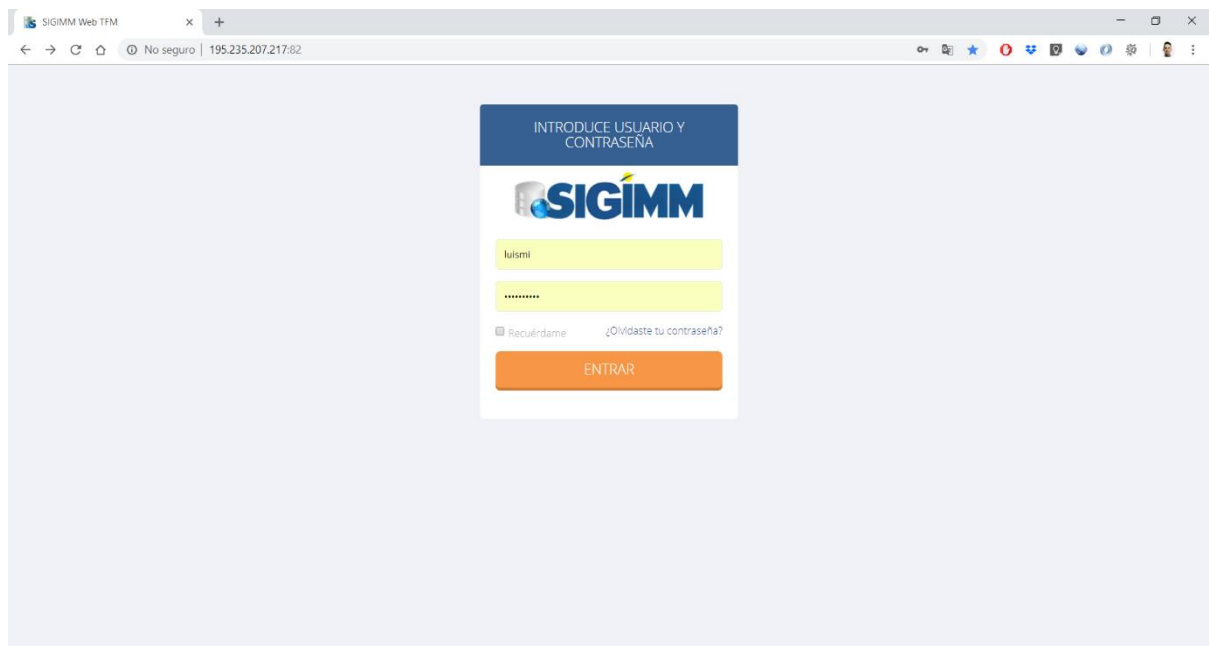 SIGIMM Web TFM
No seguro | 195.235.207.217:82
INTRODUCE USUARIO Y
CONTRASEÑA
SIGÍMM
luismi
••••••••••
Recuérdame ¿Olvidaste tu contraseña?
ENTRAR